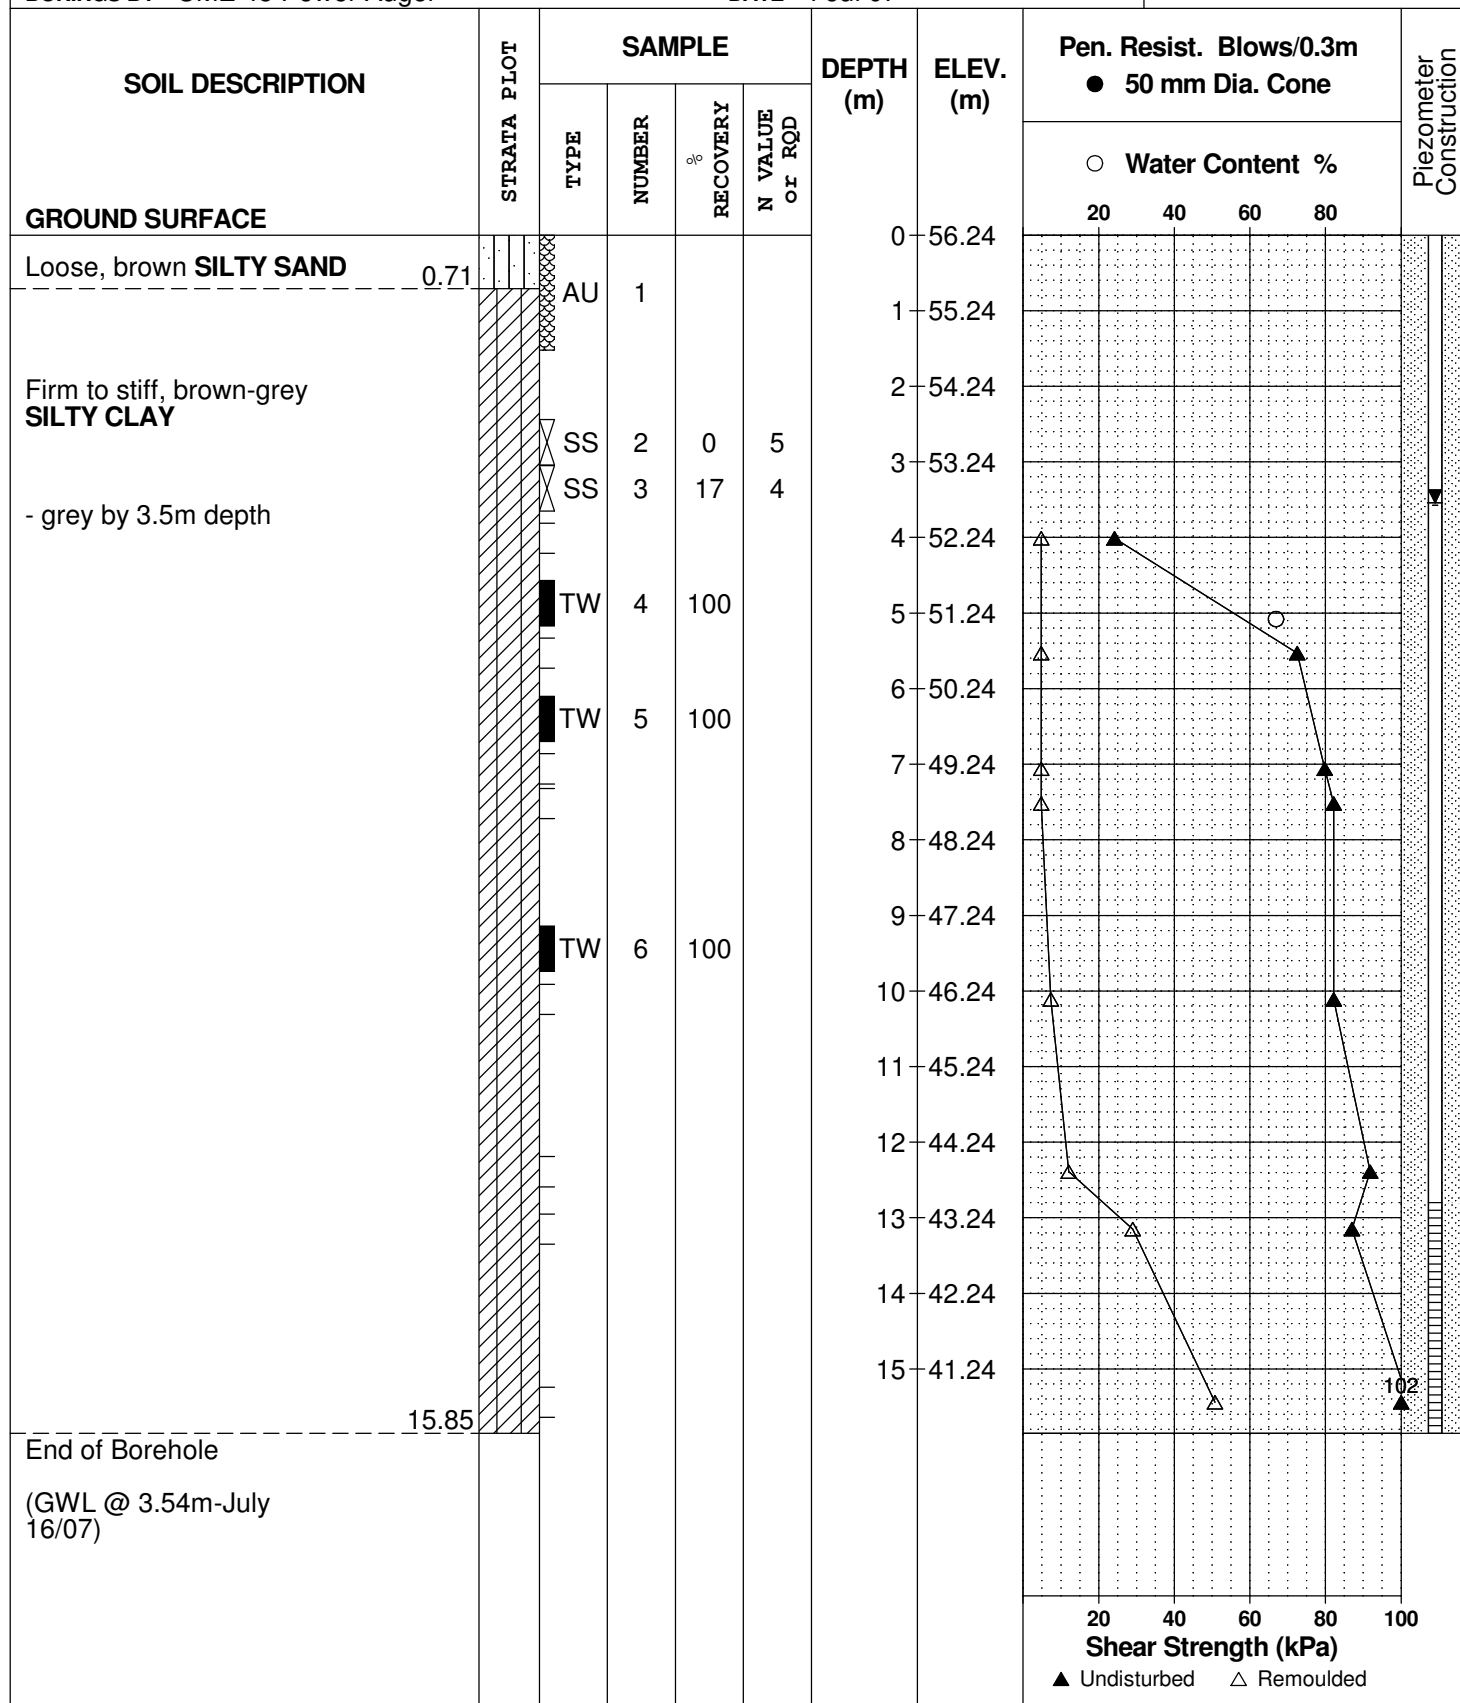 SOIL DESCRIPTION
GROUND SURFACE
STRATA PLOT
SAMPLE
TYPE
NUMBER
% RECOVERY
N VALUE or RQD
DEPTH (m)
ELEV. (m)
Pen. Resist. Blows/0.3m
● 50 mm Dia. Cone
○ Water Content %
20 40 60 80
Piezometer Construction
0 56.24
Loose, brown SILTY SAND
0.71
AU 1
1 55.24
Firm to stiff, brown-grey
SILTY CLAY
2 54.24
SS 2 0 5
3 53.24
SS 3 17 4
- grey by 3.5m depth
4 52.24
TW 4 100
5 51.24
6 50.24
TW 5 100
7 49.24
8 48.24
9 47.24
TW 6 100
10 46.24
11 45.24
12 44.24
13 43.24
14 42.24
15 41.24
102
15.85
End of Borehole
(GWL @ 3.54m-July
16/07)
20 40 60 80 100
Shear Strength (kPa)
▲ Undisturbed △ Remoulded